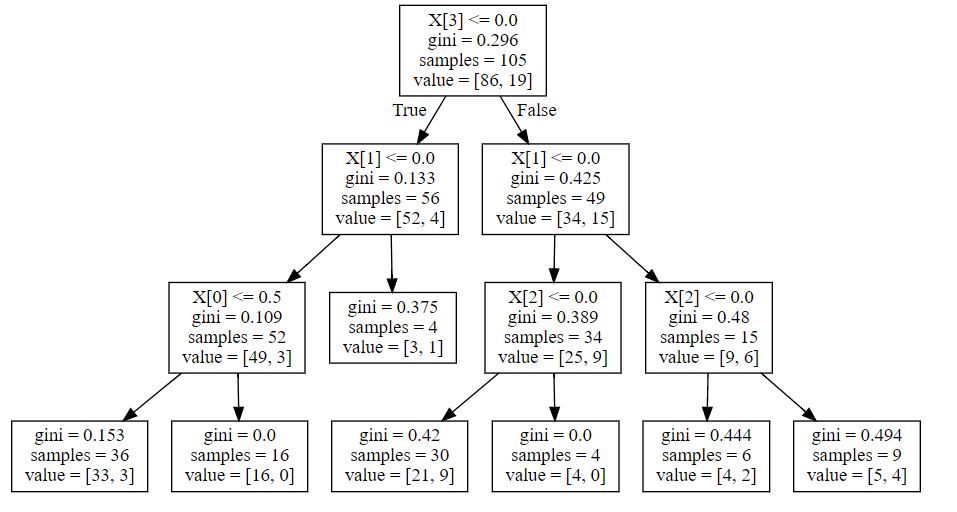 X[3] <= 0.0
gini = 0.296
samples = 105
value = [86, 19]
True
False
X[1] <= 0.0
gini = 0.133
samples = 56
value = [52, 4]
X[1] <= 0.0
gini = 0.425
samples = 49
value = [34, 15]
X[0] <= 0.5
gini = 0.109
samples = 52
value = [49, 3]
gini = 0.375
samples = 4
value = [3, 1]
X[2] <= 0.0
gini = 0.389
samples = 34
value = [25, 9]
X[2] <= 0.0
gini = 0.48
samples = 15
value = [9, 6]
gini = 0.153
samples = 36
value = [33, 3]
gini = 0.0
samples = 16
value = [16, 0]
gini = 0.42
samples = 30
value = [21, 9]
gini = 0.0
samples = 4
value = [4, 0]
gini = 0.444
samples = 6
value = [4, 2]
gini = 0.494
samples = 9
value = [5, 4]